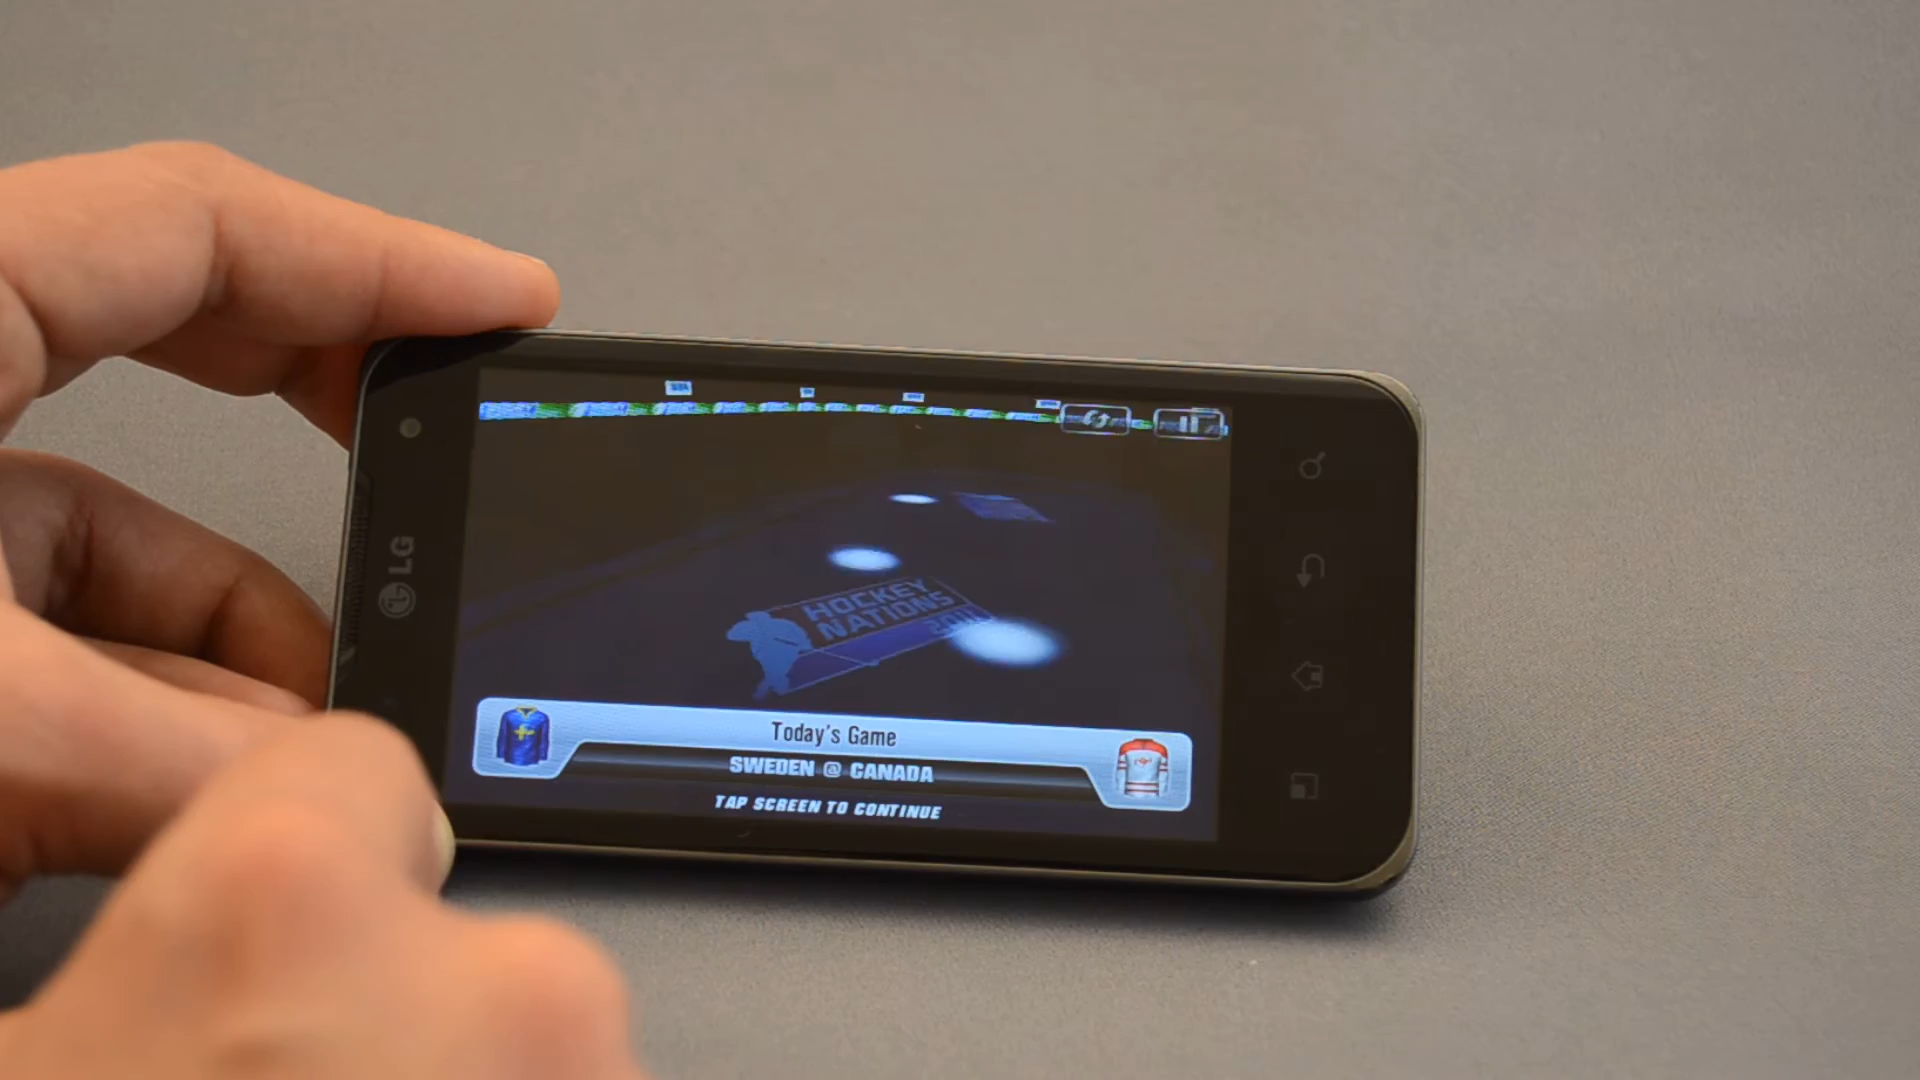 LG
HOCKEY
NATIONS
2011
Today's Game
SWEDEN @ CANADA
TAP SCREEN TO CONTINUE